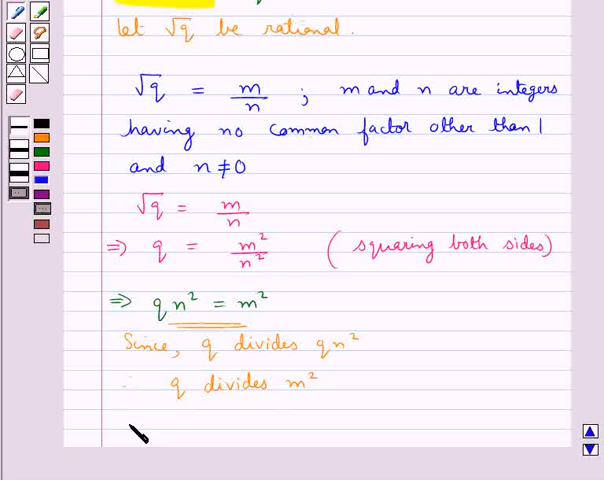 let √q be rational.
√q = m/n ; m and n are integers
having no common factor other than 1
and n ≠ 0
√q = m/n
⇒ q = m²/n² (squaring both sides)
⇒ qn² = m²
Since, q divides qn²
∴ q divides m²